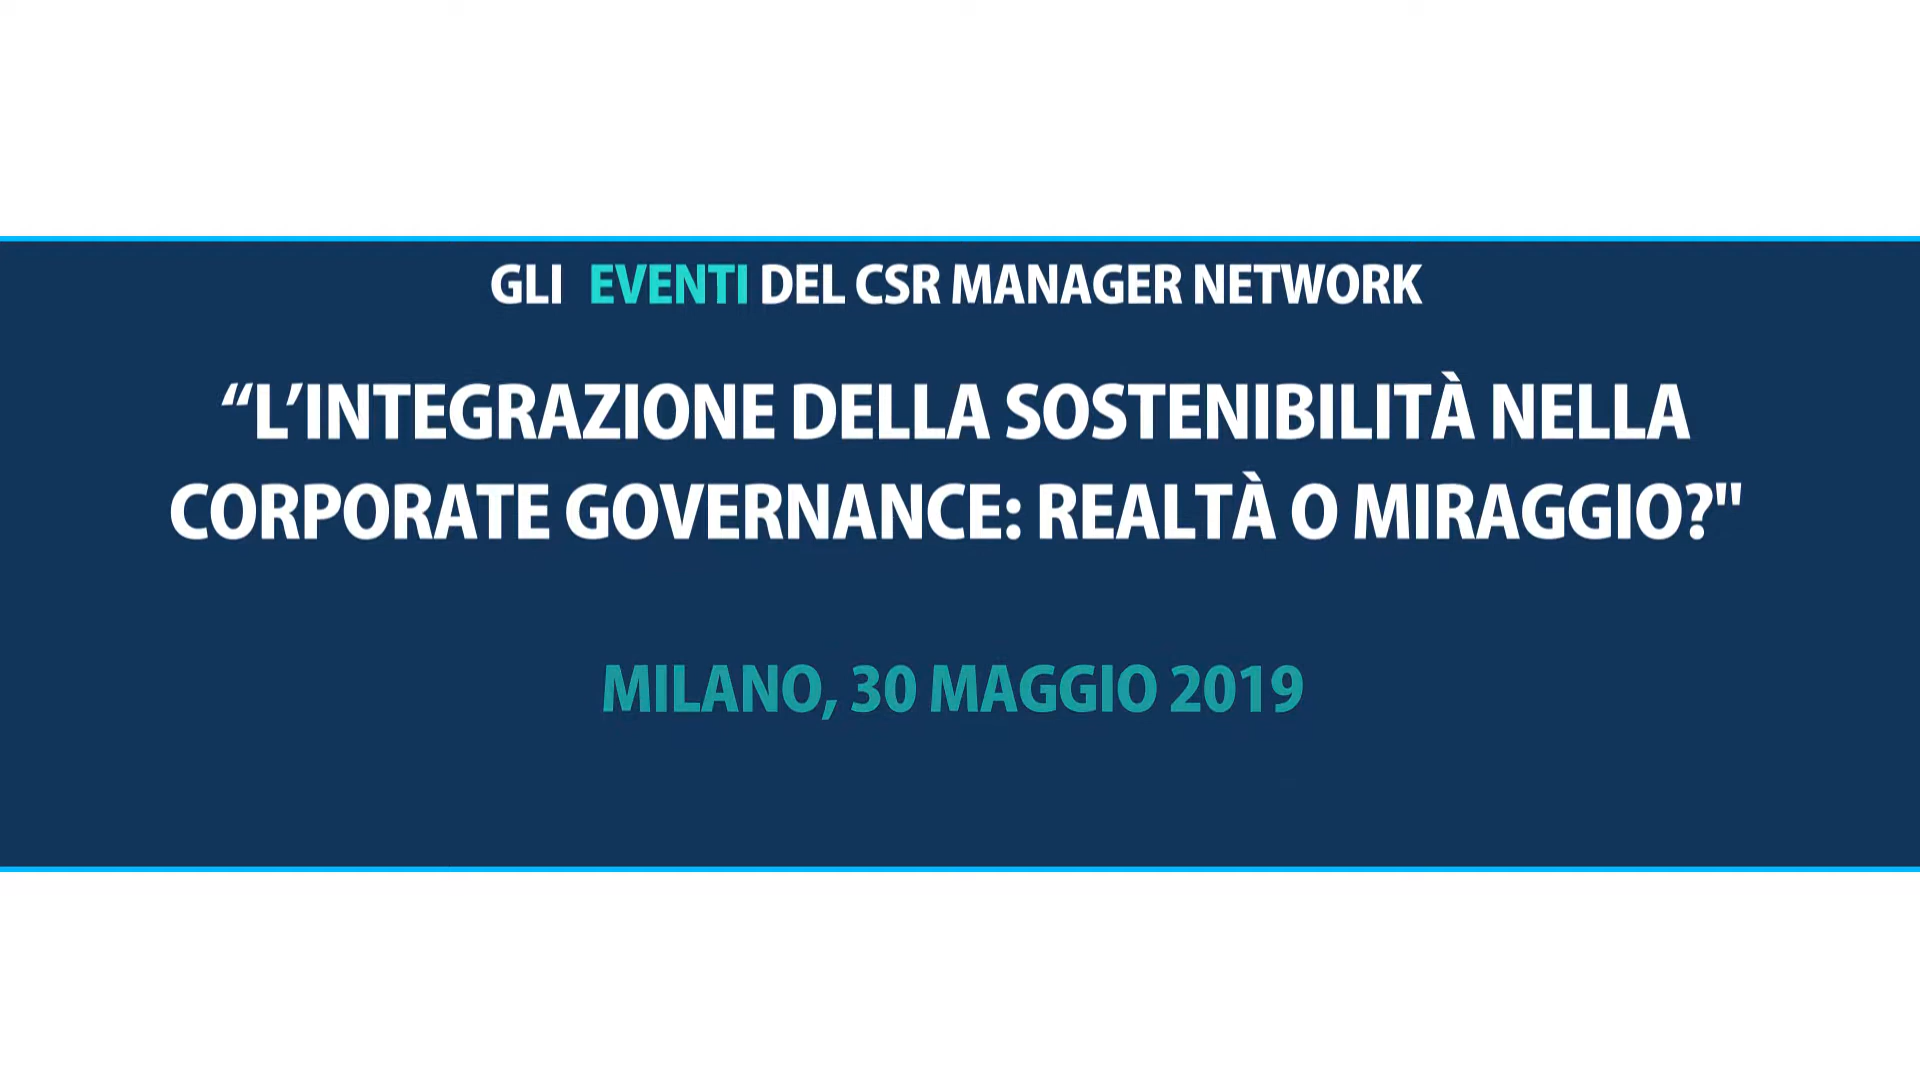 GLI EVENTI DEL CSR MANAGER NETWORK
“L’INTEGRAZIONE DELLA SOSTENIBILITÀ NELLA
CORPORATE GOVERNANCE: REALTÀ O MIRAGGIO?"
MILANO, 30 MAGGIO 2019